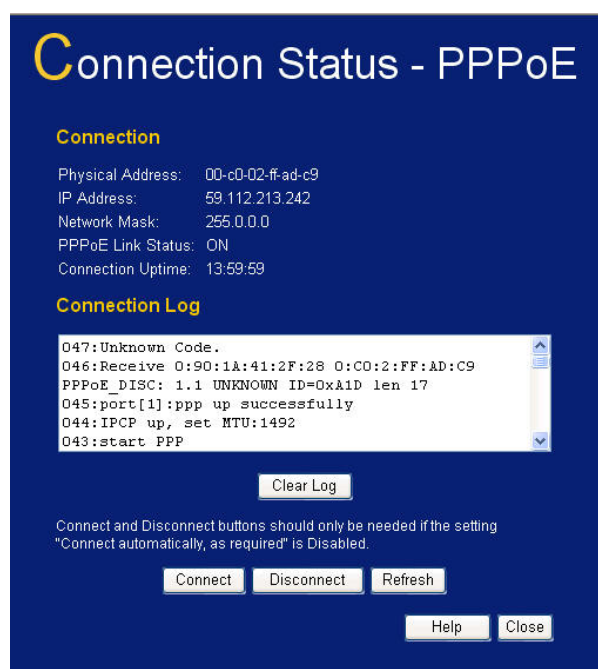 Connection Status - PPPoE
Connection
Physical Address: 00-c0-02-ff-ad-c9
IP Address: 59.112.213.242
Network Mask: 255.0.0.0
PPPoE Link Status: ON
Connection Uptime: 13:59:59
Connection Log
047:Unknown Code.
046:Receive 0:90:1A:41:2F:28 0:C0:2:FF:AD:C9
PPPoE_DISC: 1.1 UNKNOWN ID=0xA1D len 17
045:port[1]:ppp up successfully
044:IPCP up, set MTU:1492
043:start PPP
Clear Log
Connect and Disconnect buttons should only be needed if the setting
"Connect automatically, as required" is Disabled.
Connect Disconnect Refresh
Help Close